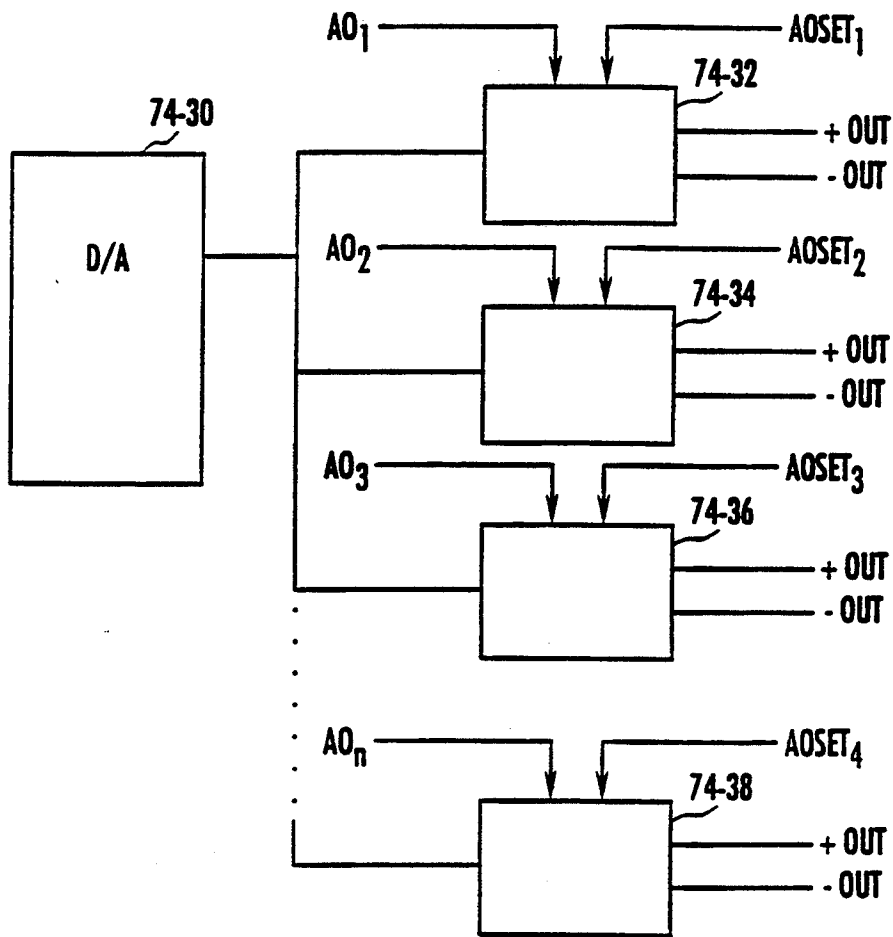 AO₁ AOSET₁
74-30 74-32
+ OUT
- OUT
D/A
AO₂ AOSET₂
74-34
+ OUT
- OUT
AO₃ AOSET₃
74-36
+ OUT
- OUT
AOₙ AOSET₄
74-38
+ OUT
- OUT